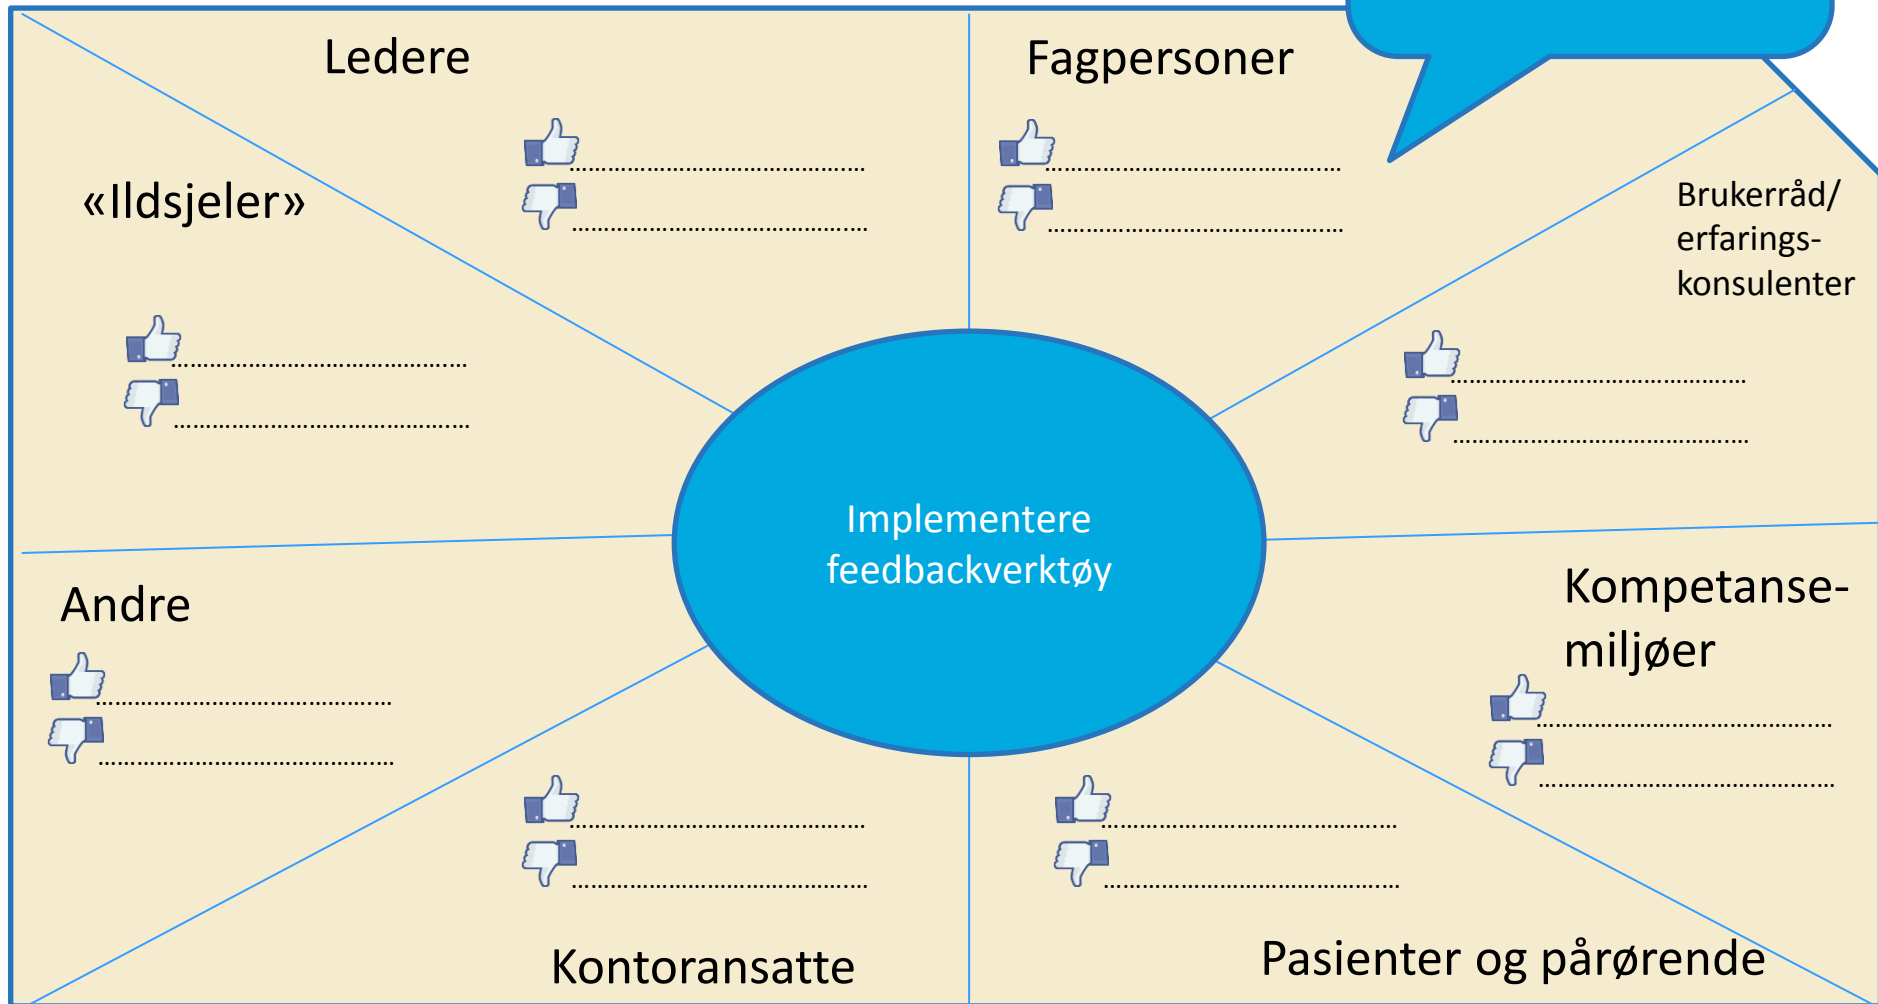 Ledere
Fagpersoner
«Ildsjeler»
Brukerråd/
erfarings-
konsulenter
Implementere
feedbackverktøy
Andre
Kompetanse-
miljøer
Kontoransatte
Pasienter og pårørende